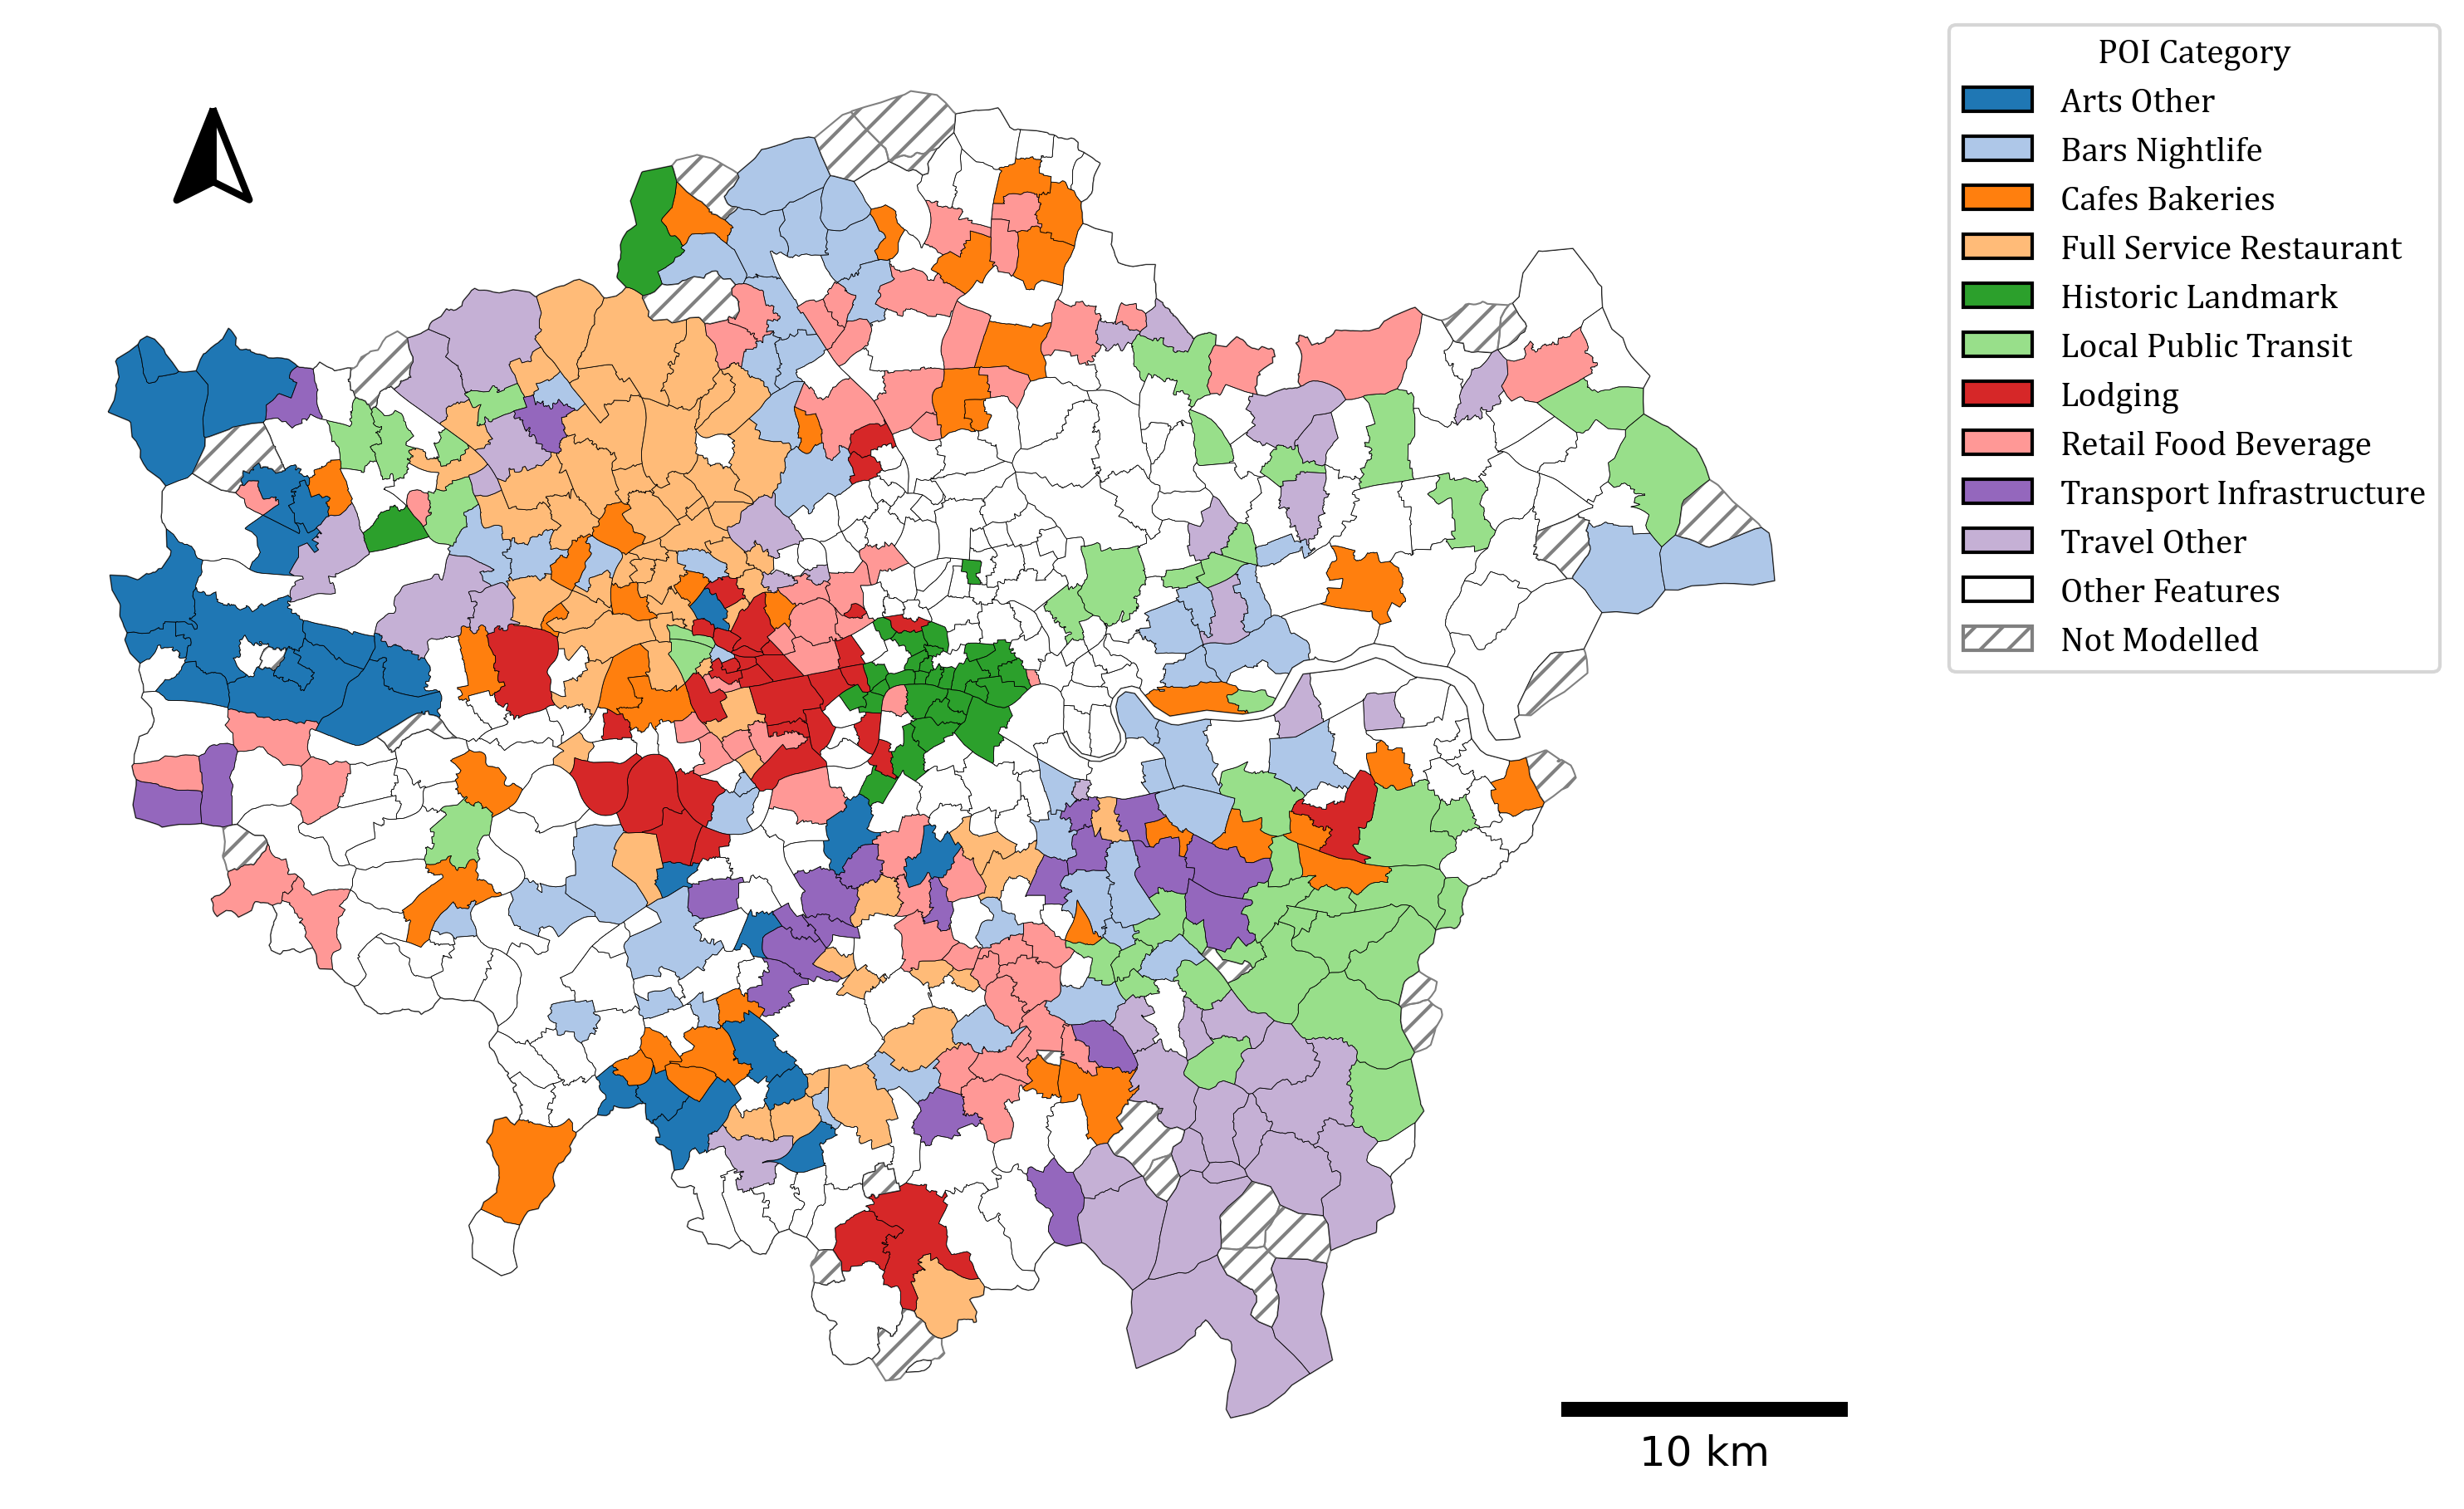 POI Category
Arts Other
Bars Nightlife
Cafes Bakeries
Full Service Restaurant
Historic Landmark
Local Public Transit
Lodging
Retail Food Beverage
Transport Infrastructure
Travel Other
Other Features
Not Modelled
10 km